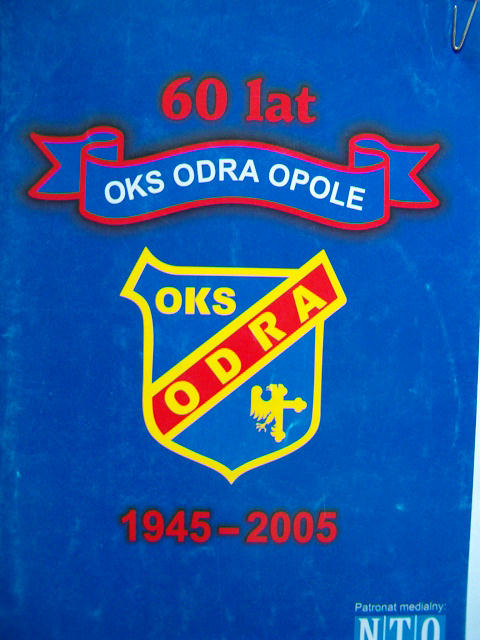 60 lat
OKS ODRA OPOLE
OKS
ODRA
1945-2005
Patronat medialny:
NTO